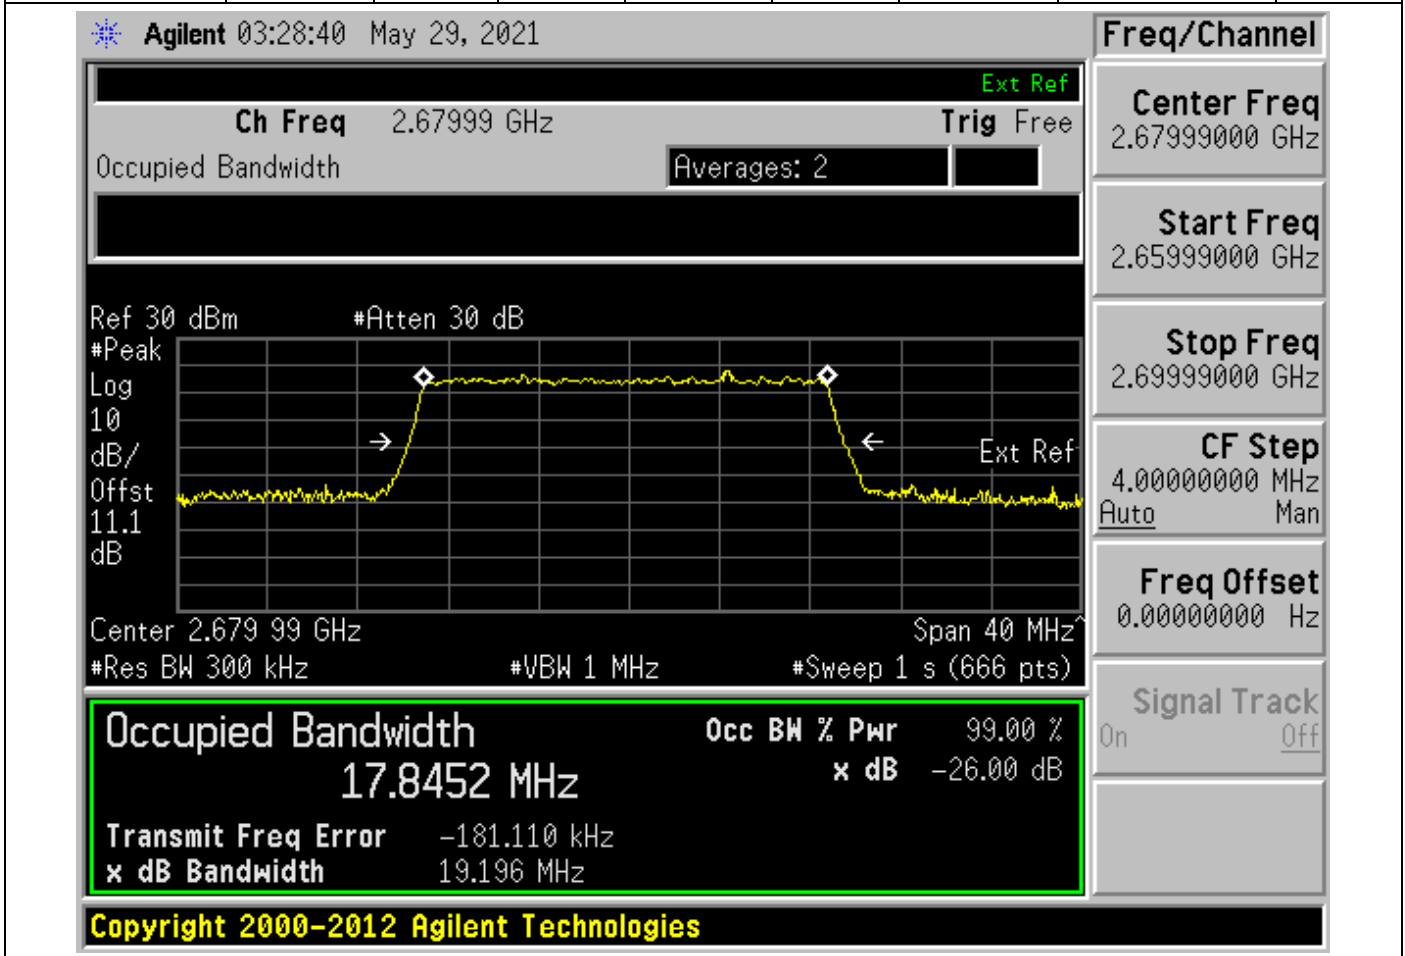 Agilent 03:28:40 May 29, 2021
Freq/Channel
Ext Ref
Ch Freq 2.67999 GHz Trig Free
Occupied Bandwidth Averages: 2
Center Freq
2.67999000 GHz
Start Freq
2.65999000 GHz
Stop Freq
2.69999000 GHz
CF Step
4.00000000 MHz
Auto Man
Freq Offset
0.00000000 Hz
Signal Track
On Off
Ref 30 dBm #Atten 30 dB
#Peak
Log
10
dB/
Offst
11.1
dB
Ext Ref
Center 2.679 99 GHz Span 40 MHz^
#Res BW 300 kHz #VBW 1 MHz #Sweep 1 s (666 pts)
Occupied Bandwidth
17.8452 MHz
Occ BW % Pwr 99.00 %
x dB -26.00 dB
Transmit Freq Error -181.110 kHz
x dB Bandwidth 19.196 MHz
Copyright 2000-2012 Agilent Technologies